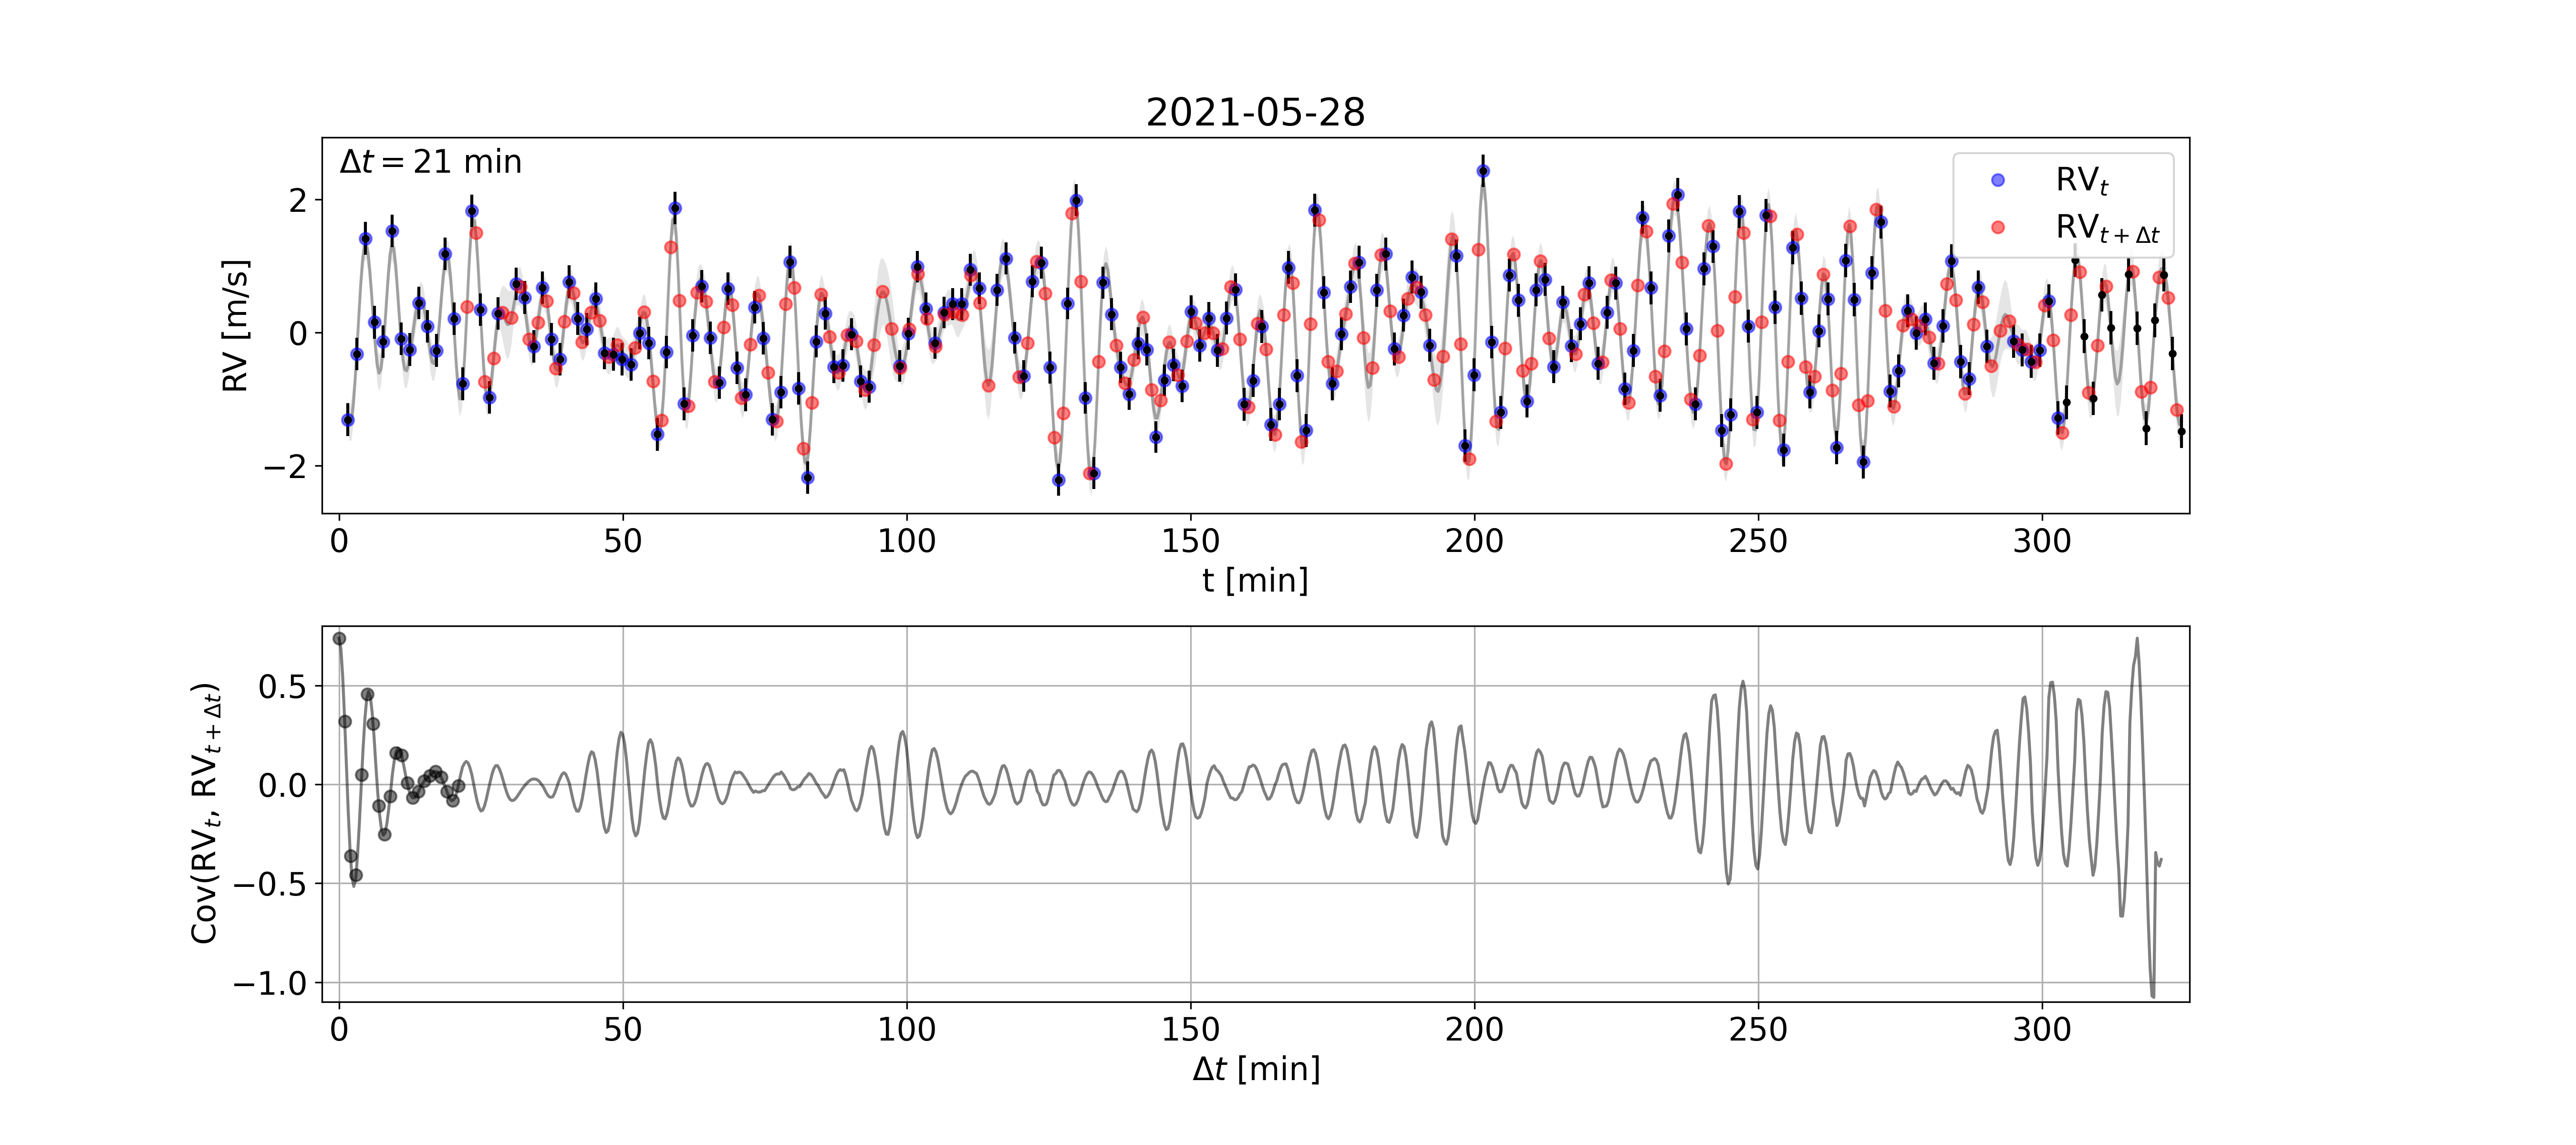 2021-05-28
Δt = 21 min
RV_t
RV_{t+Δt}
RV [m/s]
2
0
−2
0 50 100 150 200 250 300
t [min]
Cov(RV_t, RV_{t+Δt})
0.5
0.0
−0.5
−1.0
0 50 100 150 200 250 300
Δt [min]